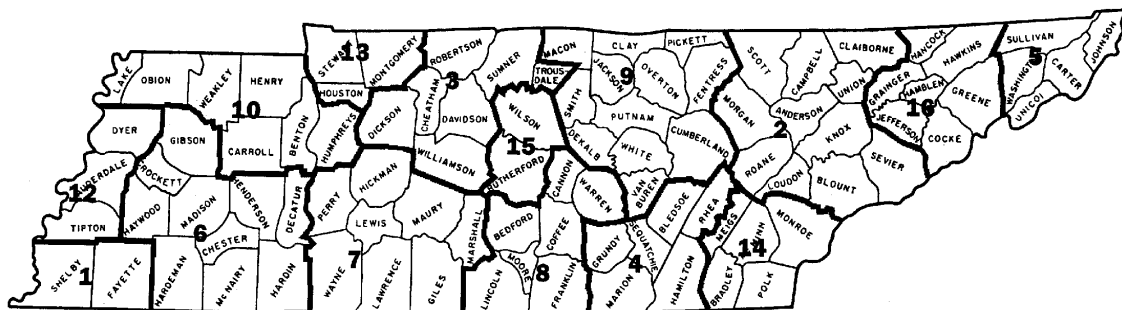 LAKE
OBION
WEAKLEY
HENRY
10
DYER
GIBSON
CARROLL
BENTON
HUMPHREYS
STEWART
13
MONTGOMERY
HOUSTON
ROBERTSON
SUMNER
3
CHEATHAM
DICKSON
DAVIDSON
WILLIAMSON
WILSON
15
RUTHERFORD
MACON
TROUS-
DALE
CLAY
PICKETT
JACKSON
9
OVERTON
FENTRESS
SMITH
PUTNAM
DEKALB
WHITE
CUMBERLAND
VAN
BUREN
WARREN
CANNON
SCOTT
CAMPBELL
CLAIBORNE
UNION
MORGAN
ANDERSON
2
KNOX
ROANE
LOUDON
BLOUNT
SEVIER
HANCOCK
HAWKINS
GRAINGER
HAMBLEN
16
JEFFERSON
GREENE
COCKE
SULLIVAN
5
JOHNSON
WASHINGTON
CARTER
UNICOI
12
TIPTON
SHELBY
1
FAYETTE
CROCKETT
HAYWOOD
MADISON
6
HENDERSON
DECATUR
CHESTER
HARDEMAN
McNAIRY
HARDIN
PERRY
HICKMAN
LEWIS
MAURY
MARSHALL
WAYNE
7
LAWRENCE
GILES
BEDFORD
COFFEE
MOORE
8
LINCOLN
FRANKLIN
GRUNDY
SEQUATCHIE
BLEDSOE
RHEA
4
MARION
HAMILTON
MEIGS
14
MONROE
BRADLEY
POLK